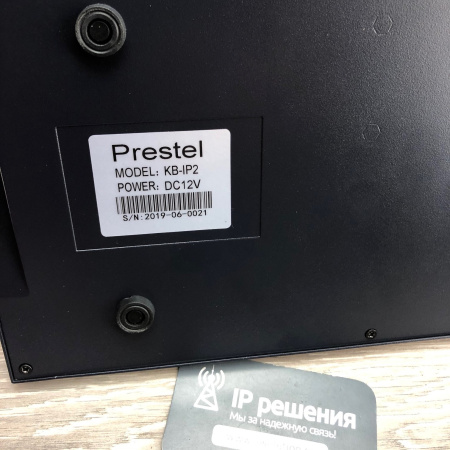 Prestel
MODEL: KB-IP2
POWER: DC12V
S/N:2019-06-0021
IP решения
Мы за надежную связь!